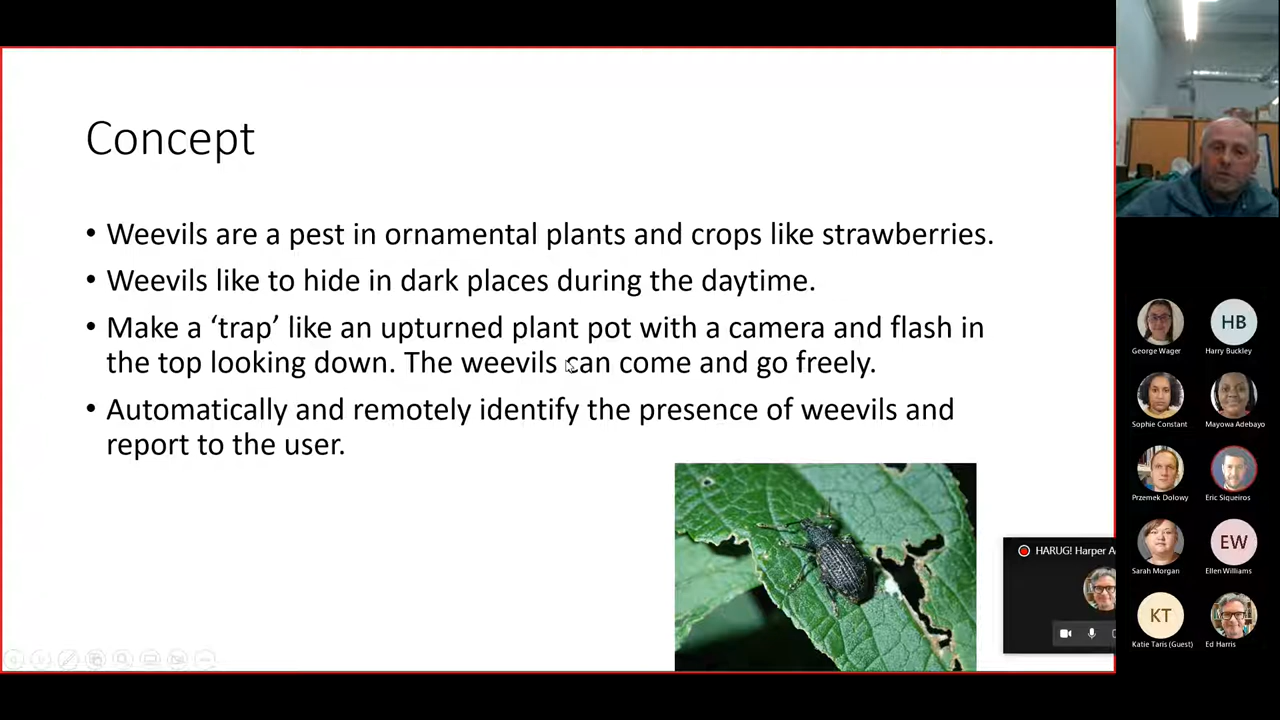 Concept
• Weevils are a pest in ornamental plants and crops like strawberries.
• Weevils like to hide in dark places during the daytime.
• Make a ‘trap’ like an upturned plant pot with a camera and flash in
the top looking down. The weevils can come and go freely.
• Automatically and remotely identify the presence of weevils and
report to the user.
HARUG! Harper A
George Wager
HB
Harry Buckley
Sophie Constant
Mayowa Adebayo
Przemek Dolowy
Eric Siqueiros
Sarah Morgan
EW
Ellen Williams
KT
Katie Taris (Guest)
Ed Harris